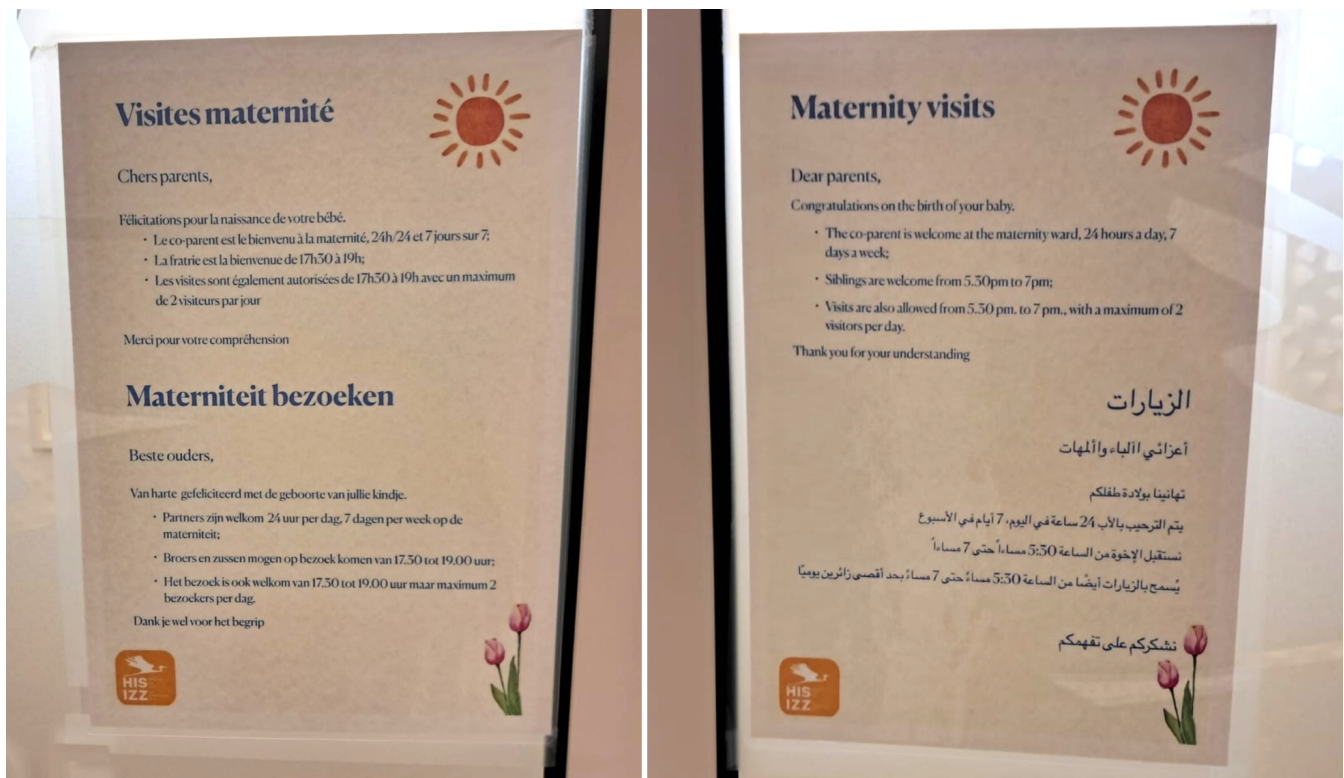 Visites maternité
Chers parents,
Félicitations pour la naissance de votre bébé.
• Le co-parent est le bienvenu à la maternité, 24h/24 et 7 jours sur 7;
• La fratrie est la bienvenue de 17h30 à 19h;
• Les visites sont également autorisées de 17h30 à 19h avec un maximum
de 2 visiteurs par jour
Merci pour votre compréhension
Materniteit bezoeken
Beste ouders,
Van harte gefeliciteerd met de geboorte van jullie kindje.
• Partners zijn welkom 24 uur per dag, 7 dagen per week op de
materniteit;
• Broers en zussen mogen op bezoek komen van 17.30 tot 19.00 uur;
• Het bezoek is ook welkom van 17.30 tot 19.00 uur maar maximum 2
bezoekers per dag.
Dank je wel voor het begrip
HIS
IZZ
Maternity visits
Dear parents,
Congratulations on the birth of your baby.
• The co-parent is welcome at the maternity ward, 24 hours a day, 7
days a week;
• Siblings are welcome from 5.30pm to 7pm;
• Visits are also allowed from 5.30 pm. to 7 pm., with a maximum of 2
visitors per day.
Thank you for your understanding
الزيارات
أعزائي اآلباء واألمهات
تهانينا بولادة طفلكم
يتم الترحيب بالأب 24 ساعة في اليوم، 7 أيام في الأسبوع
نستقبل الإخوة من الساعة 5:30 مساءاً حتى 7 مساءاً
يُسمح بالزيارات أيضًا من الساعة 5:30 مساءً حتى 7 مساءً بحد أقصى زائرين يوميًا
نشكركم على تفهمكم
HIS
IZZ